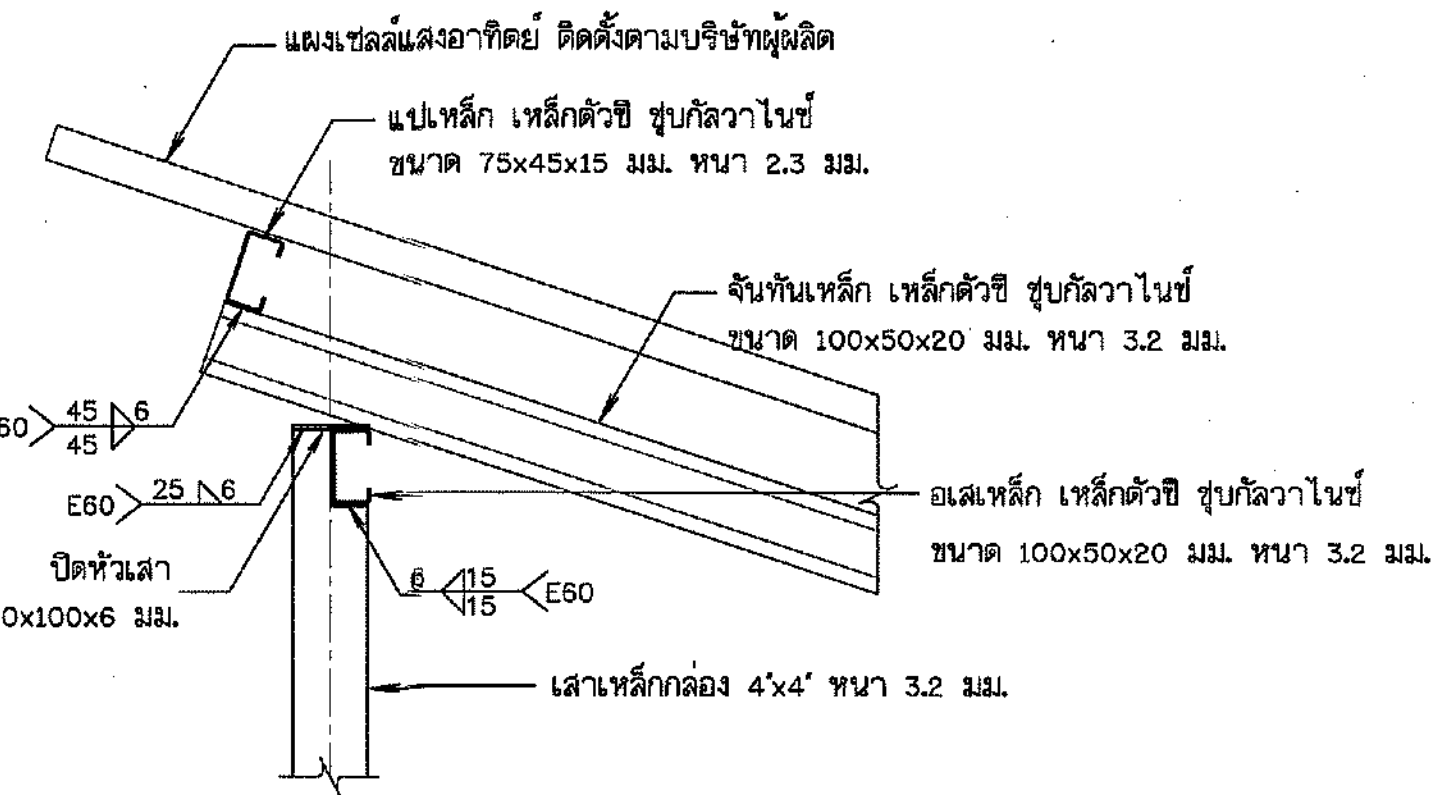 แผงเซลล์แสงอาทิตย์ ติดตั้งตามบริษัทผู้ผลิต
แปเหล็ก เหล็กตัวซี ชุบกัลวาไนซ์
ขนาด 75x45x15 มม. หนา 2.3 มม.
จันทันเหล็ก เหล็กตัวซี ชุบกัลวาไนซ์
ขนาด 100x50x20 มม. หนา 3.2 มม.
60 45 6
45
E60 25 6
อเสเหล็ก เหล็กตัวซี ชุบกัลวาไนซ์
ขนาด 100x50x20 มม. หนา 3.2 มม.
ปิดหัวเสา
0x100x6 มม.
6 15 E60
15
เสาเหล็กกล่อง 4"x4" หนา 3.2 มม.